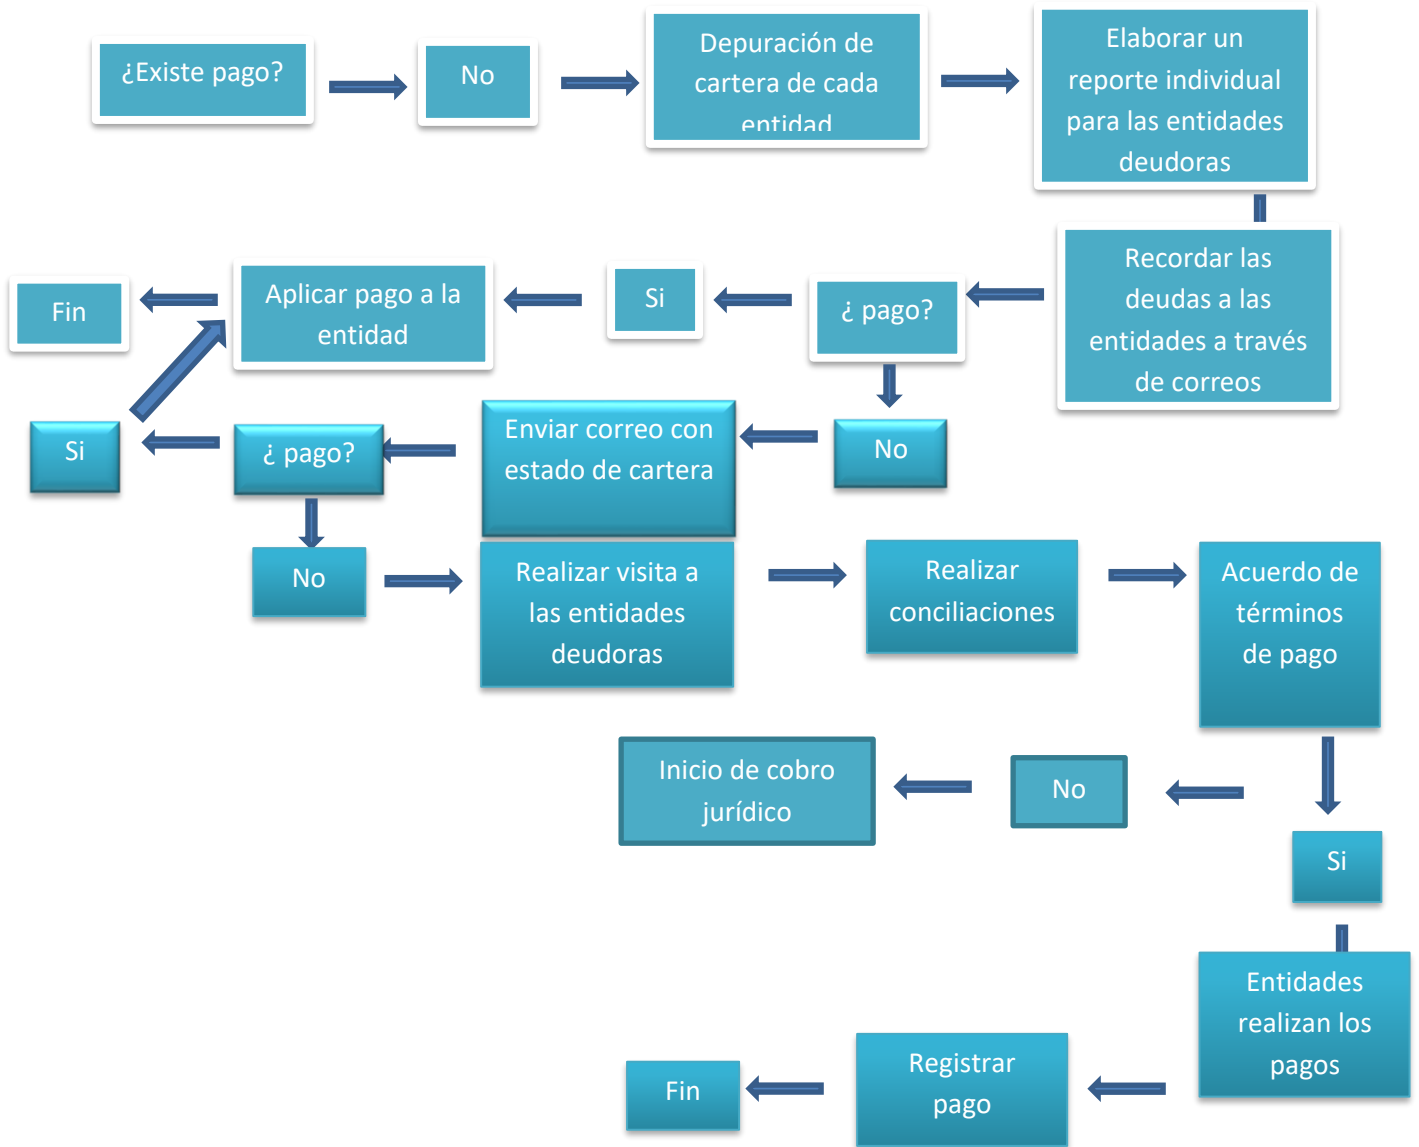 ¿Existe pago?
No
Depuración de
cartera de cada
entidad
Elaborar un
reporte individual
para las entidades
deudoras
Recordar las
deudas a las
entidades a través
de correos
¿ pago?
Si
Aplicar pago a la
entidad
Fin
No
Enviar correo con
estado de cartera
¿ pago?
Si
No
Realizar visita a
las entidades
deudoras
Realizar
conciliaciones
Acuerdo de
términos
de pago
No
Inicio de cobro
jurídico
Si
Entidades
realizan los
pagos
Registrar
pago
Fin